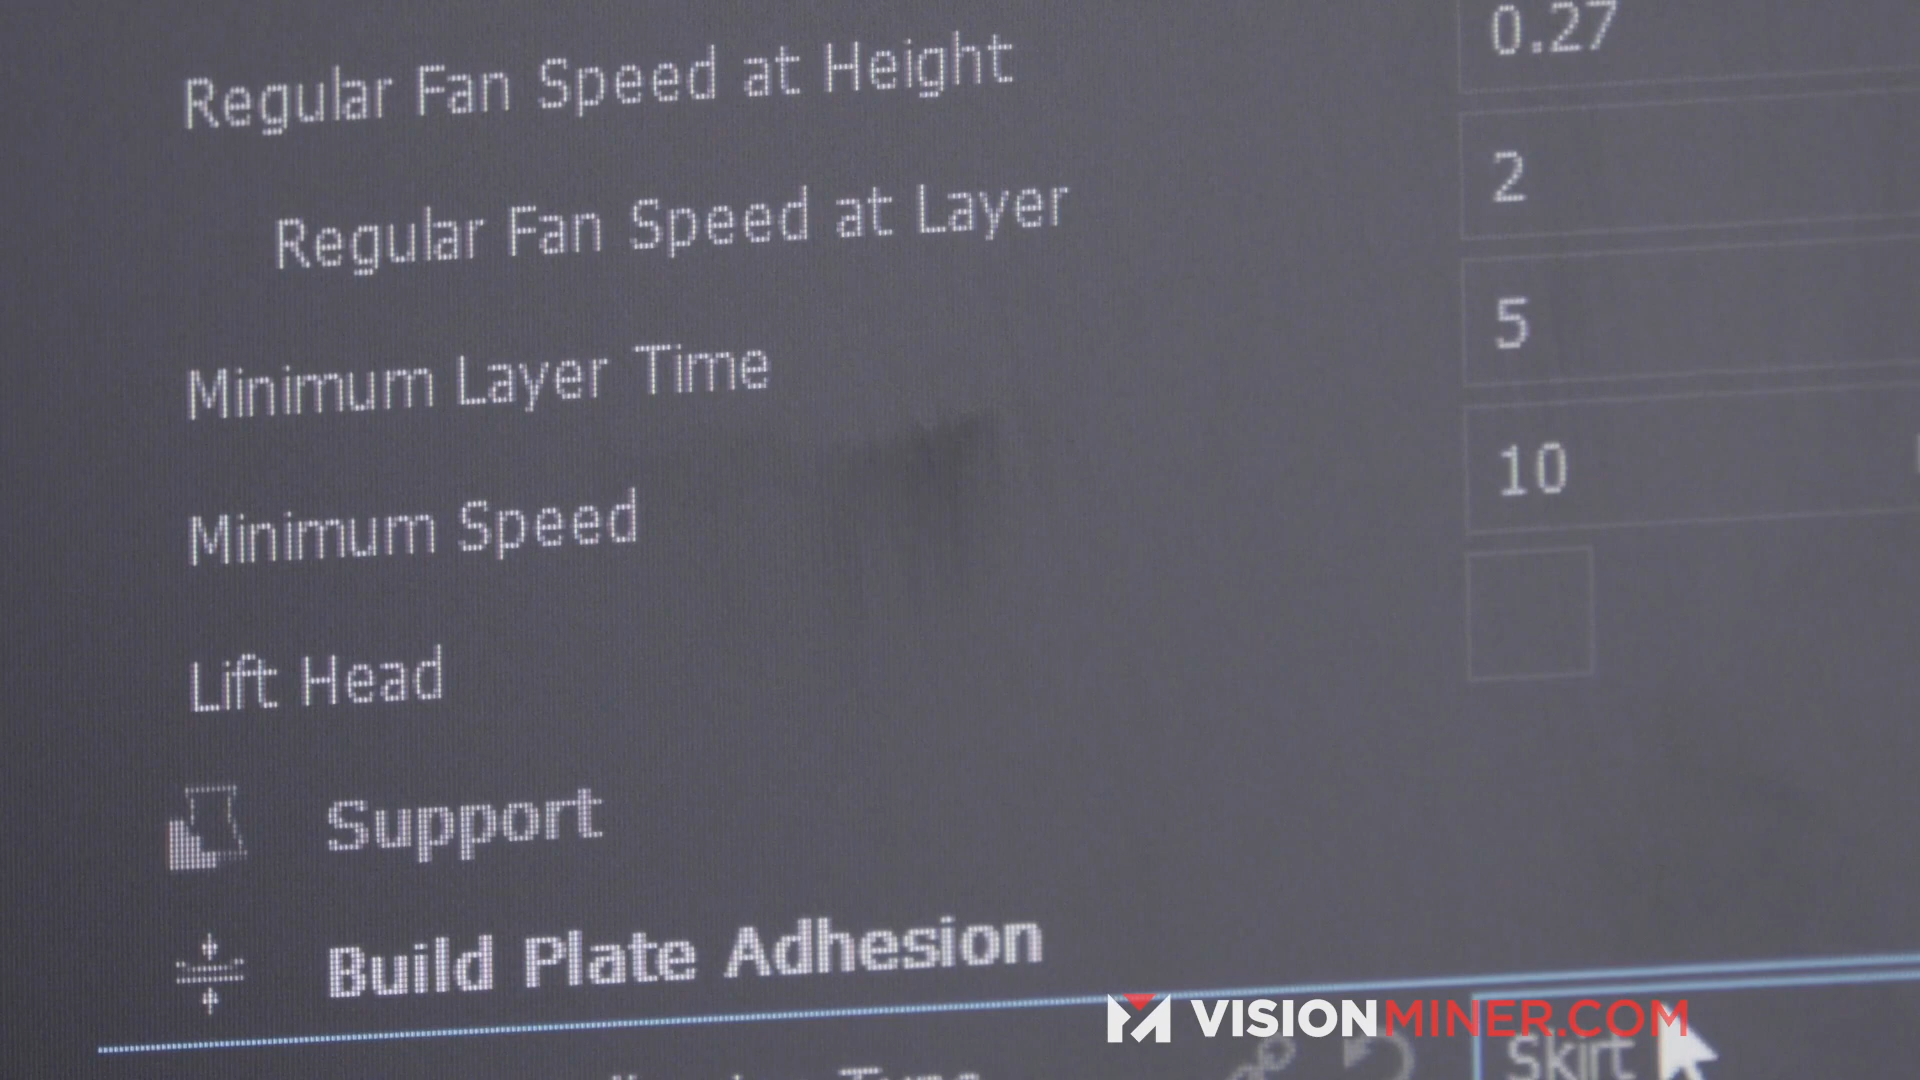 0.27
Regular Fan Speed at Height
2
Regular Fan Speed at Layer
5
Minimum Layer Time
10
Minimum Speed
Lift Head
Support
Build Plate Adhesion
VISIONMINER.COM
Skirt